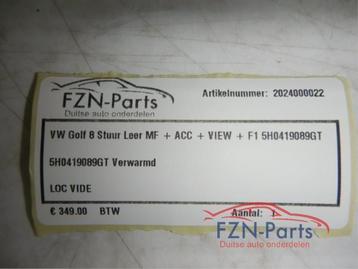 FZN-Parts
Duitse auto onderdelen
Artikelnummer: 2024000022
VW Golf 8 Stuur Leer MF + ACC + VIEW + F1 5H0419089GT
5H0419089GT Verwarmd
LOC VIDE
€ 349.00 BTW
Aantal: 1
FZN-Parts
Duitse auto onderdelen